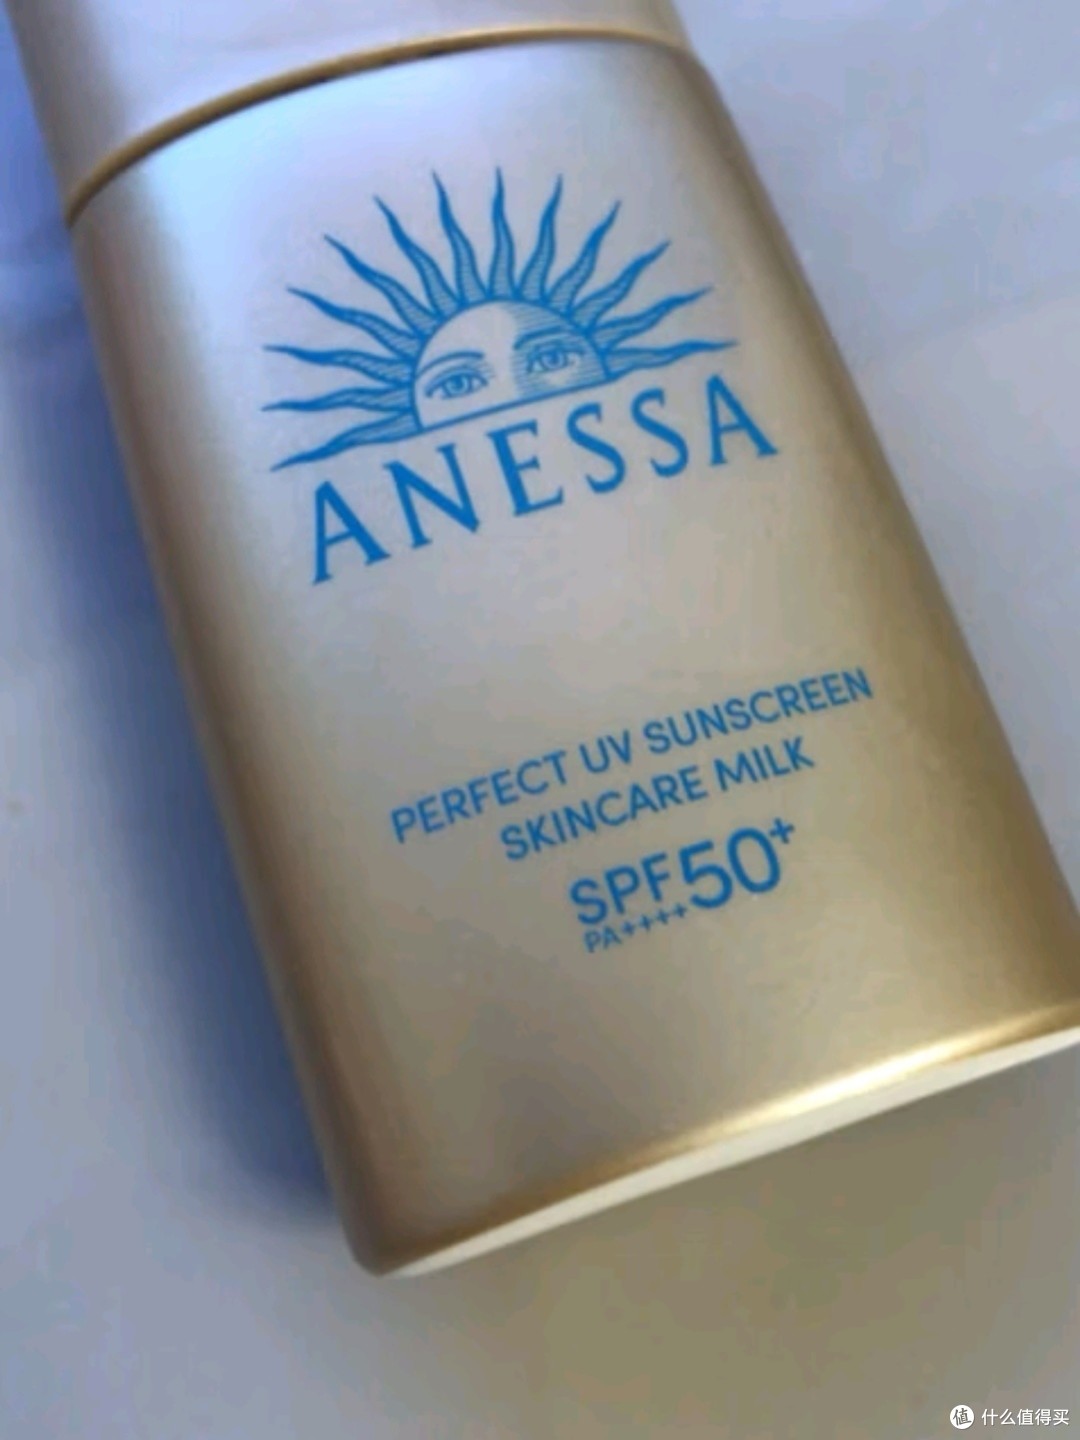 ANESSA
PERFECT UV SUNSCREEN
SKINCARE MILK
SPF50+
PA++++
值 什么值得买